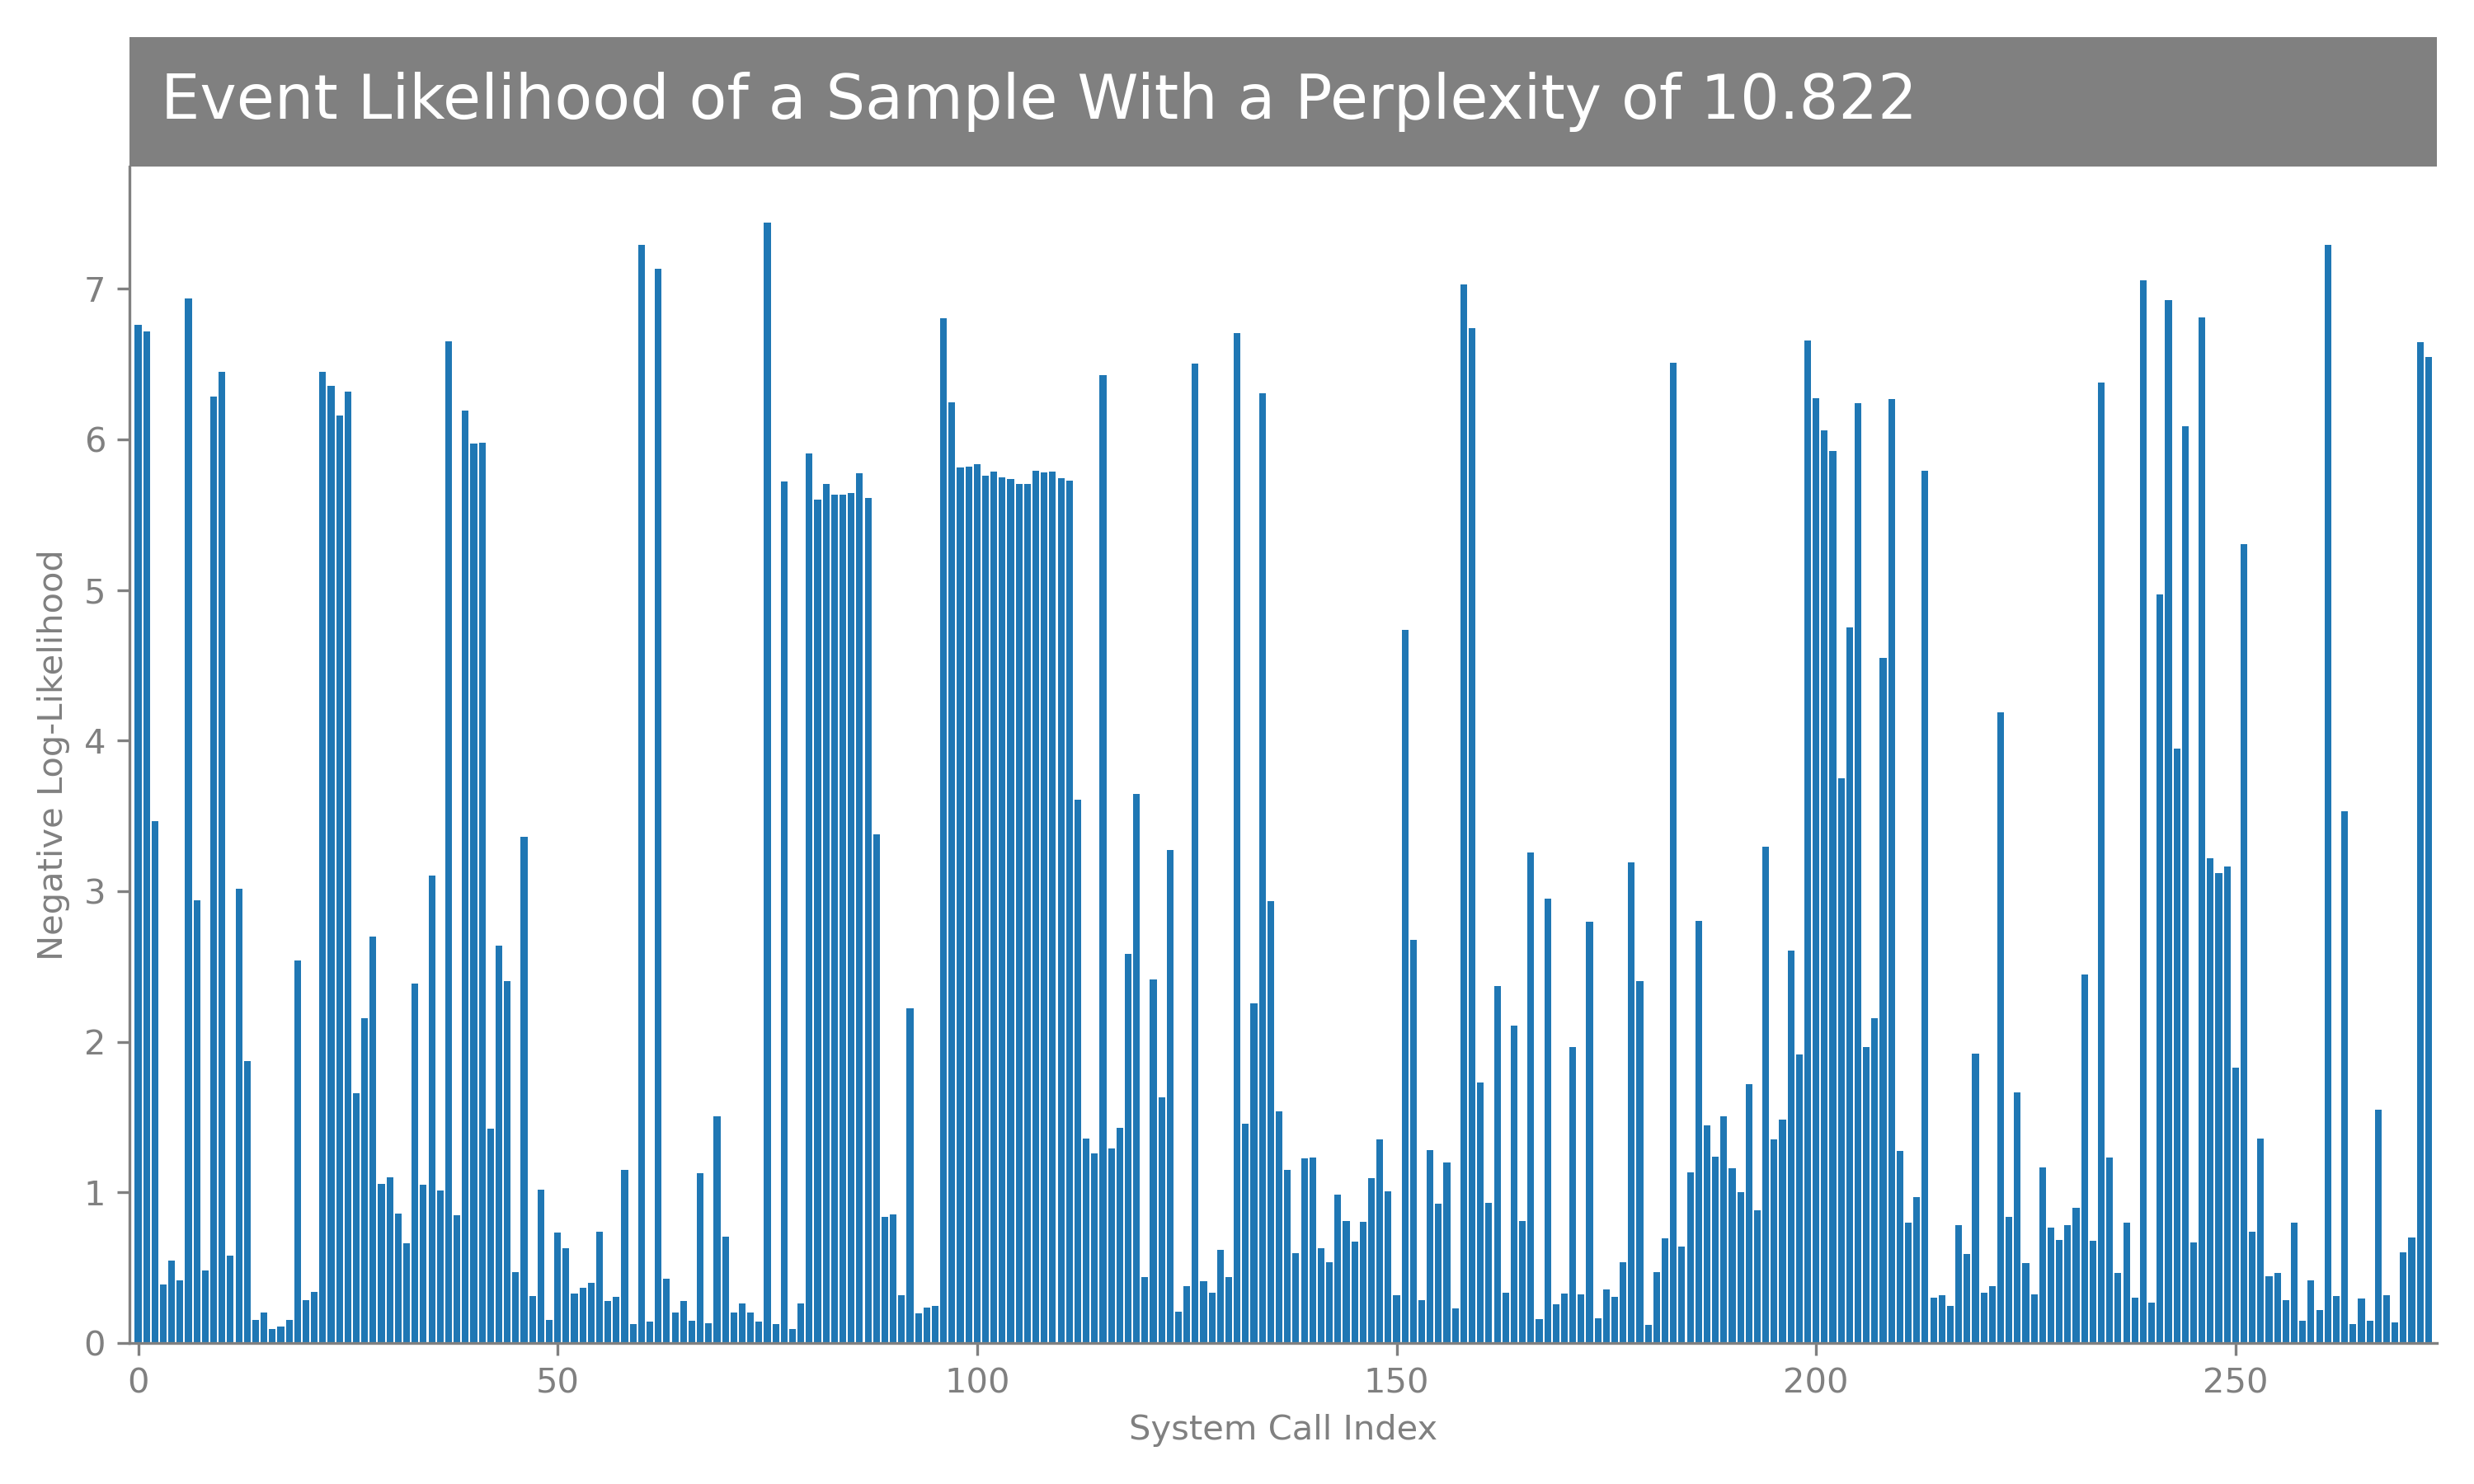 Event Likelihood of a Sample With a Perplexity of 10.822
Negative Log-Likelihood
7
6
5
4
3
2
1
0
0 50 100 150 200 250
System Call Index